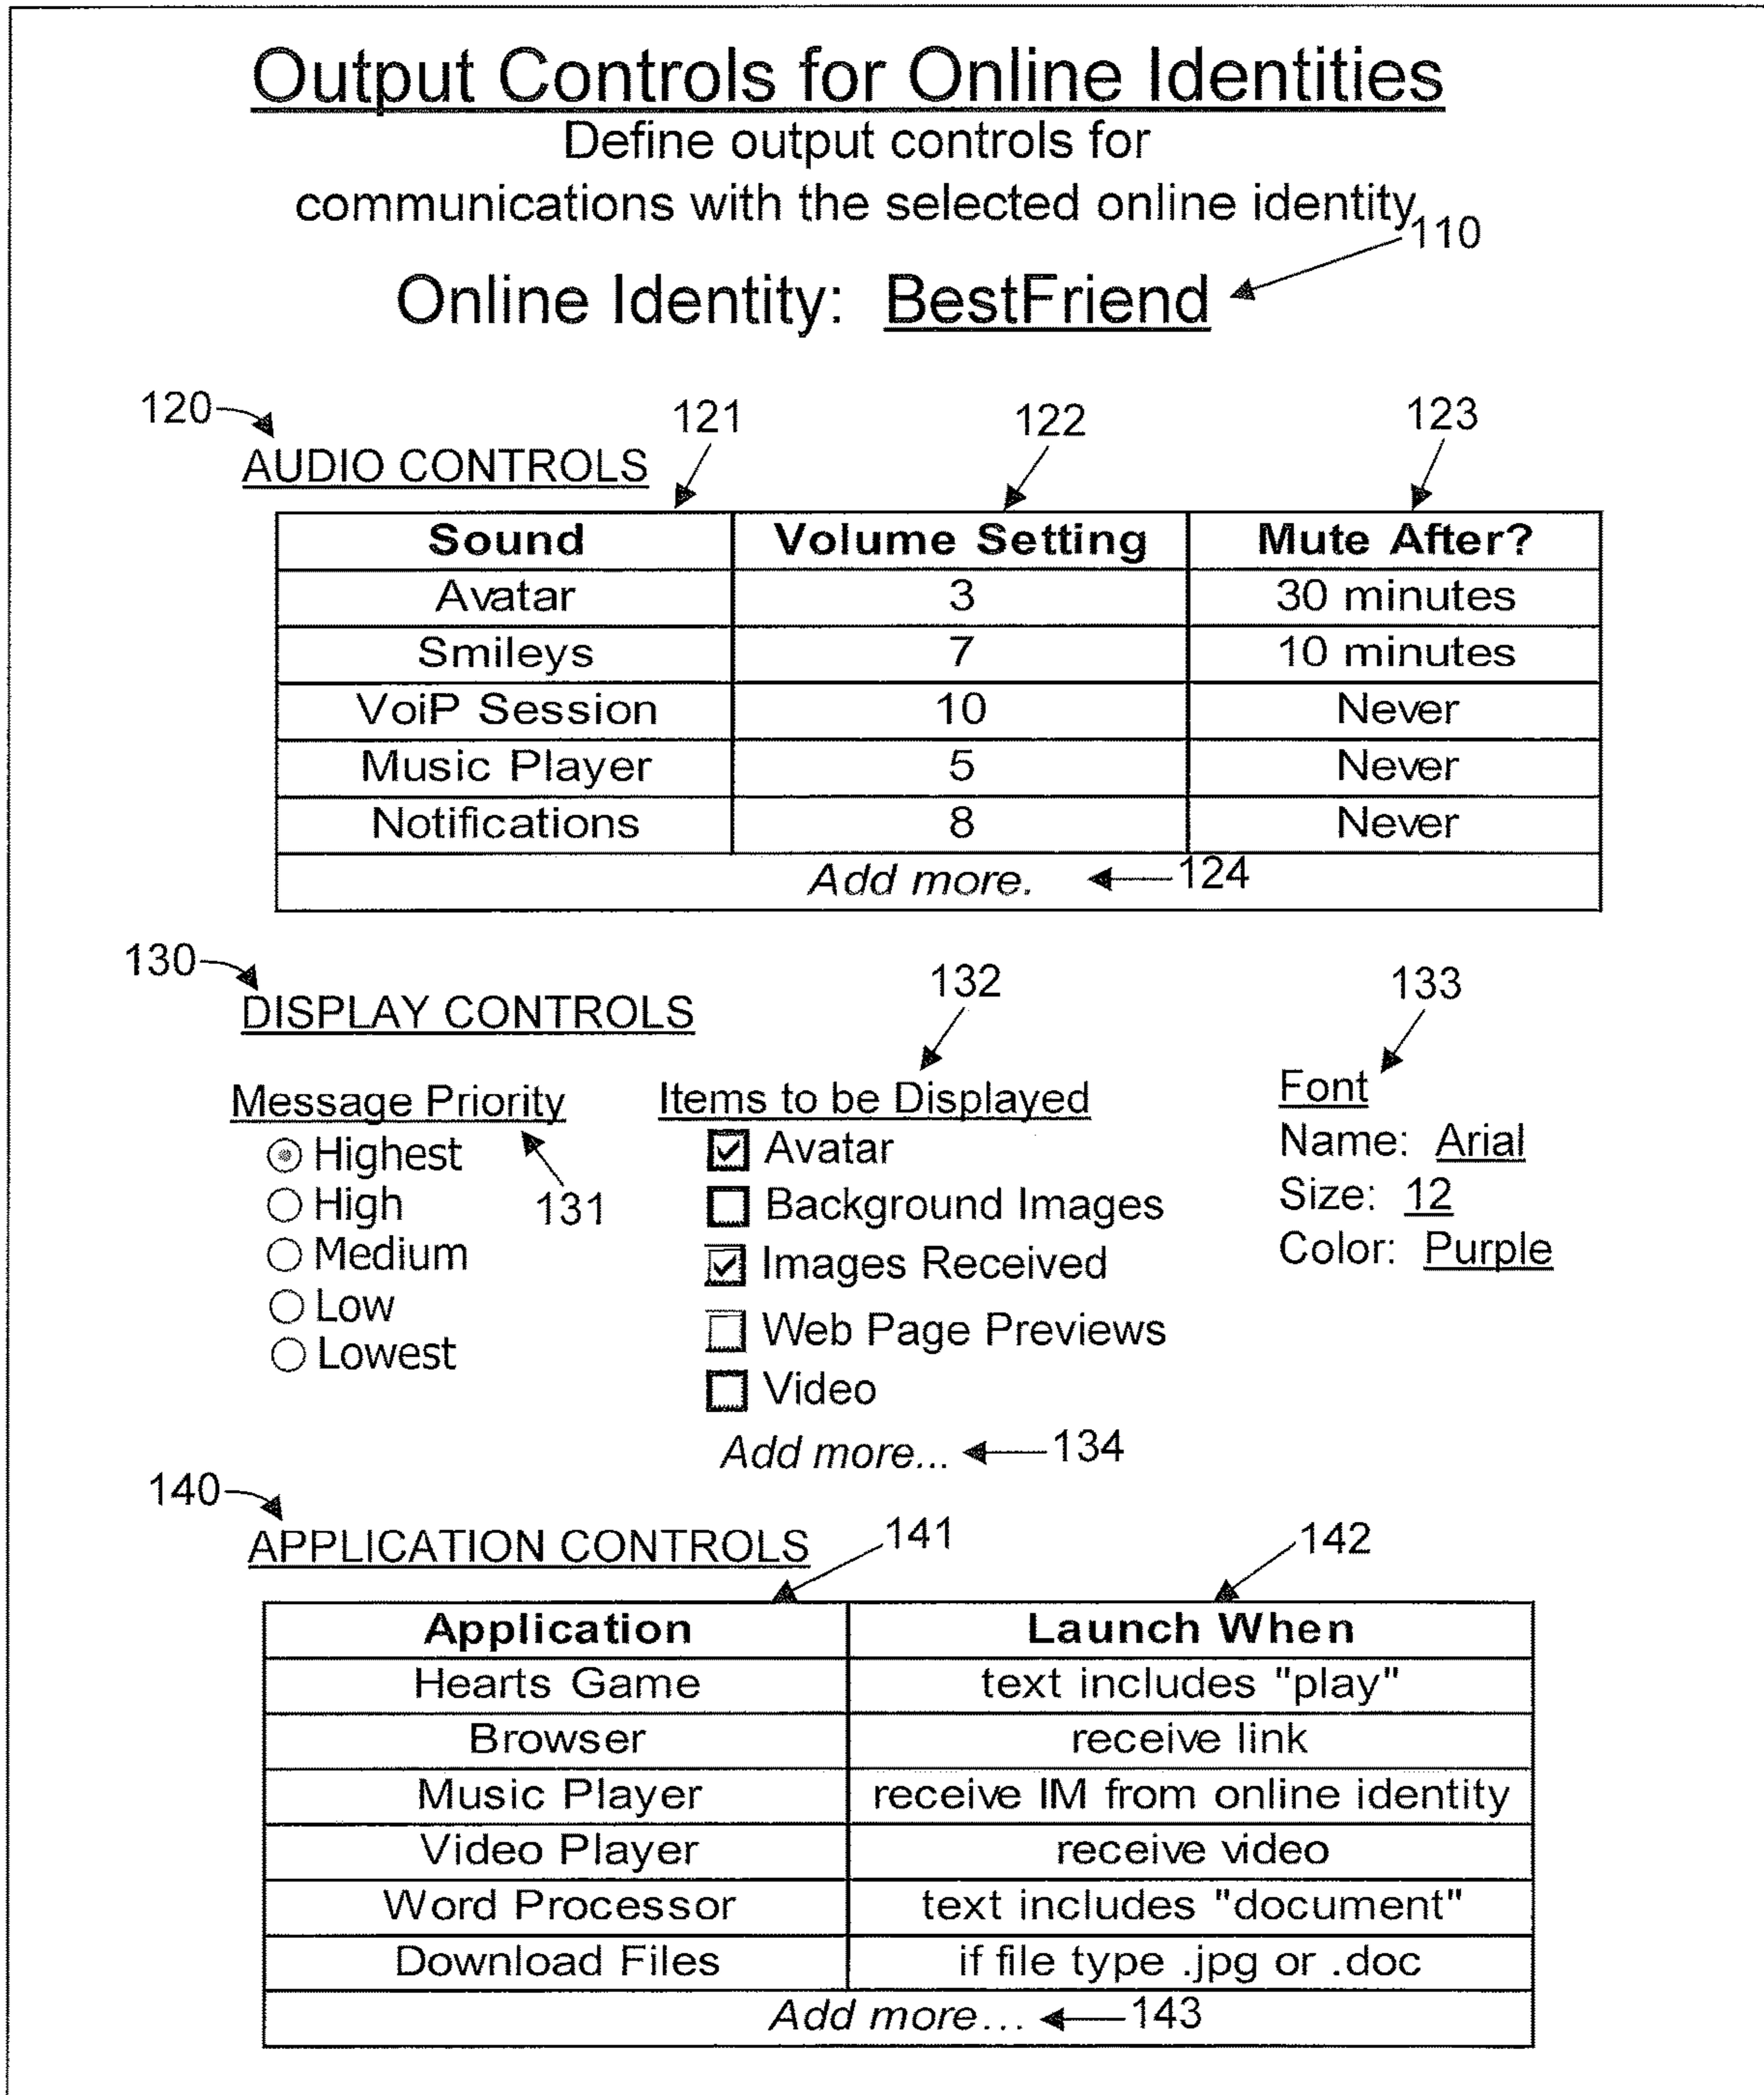 Output Controls for Online Identities
Define output controls for
communications with the selected online identity
110
Online Identity: BestFriend
120
121
122
123
AUDIO CONTROLS
Sound Volume Setting Mute After?
Avatar 3 30 minutes
Smileys 7 10 minutes
VoiP Session 10 Never
Music Player 5 Never
Notifications 8 Never
Add more. 124
130
132
133
DISPLAY CONTROLS
Message Priority
Highest
High
Medium
Low
Lowest
131
Items to be Displayed
Avatar
Background Images
Images Received
Web Page Previews
Video
Add more... 134
Font
Name: Arial
Size: 12
Color: Purple
140
141
142
APPLICATION CONTROLS
Application Launch When
Hearts Game text includes "play"
Browser receive link
Music Player receive IM from online identity
Video Player receive video
Word Processor text includes "document"
Download Files if file type .jpg or .doc
Add more... 143